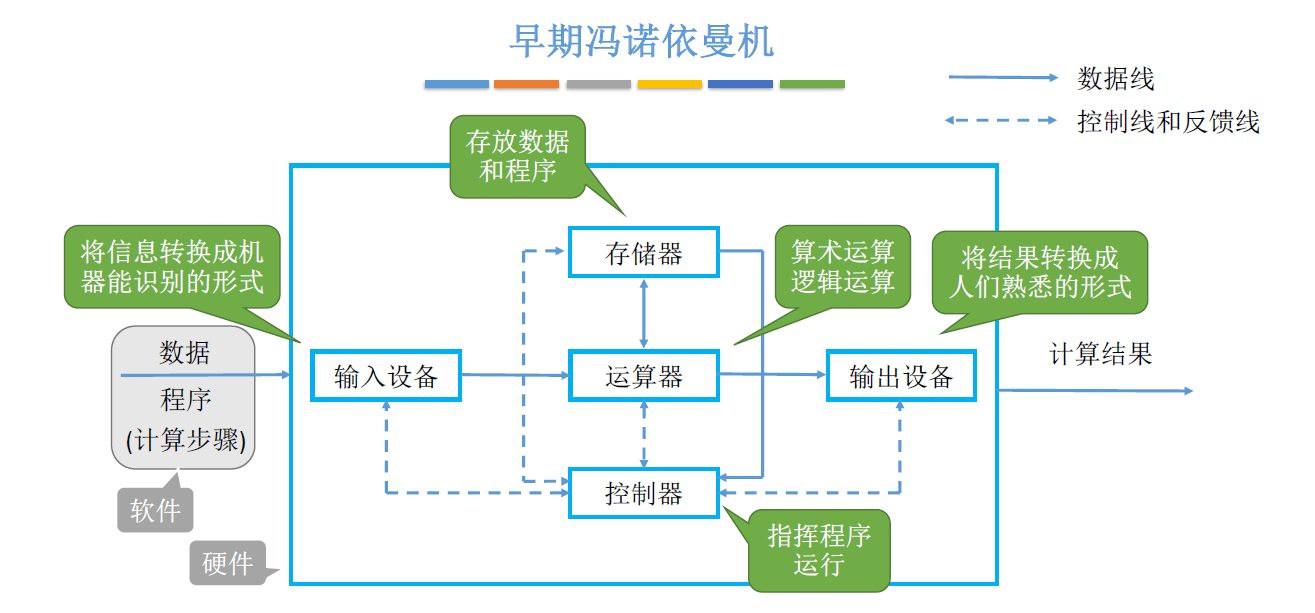 早期冯诺依曼机
数据线
控制线和反馈线
存放数据
和程序
将信息转换成机
器能识别的形式
存储器
算术运算
逻辑运算
将结果转换成
人们熟悉的形式
数据
程序
(计算步骤)
输入设备
运算器
输出设备
计算结果
控制器
软件
硬件
指挥程序
运行